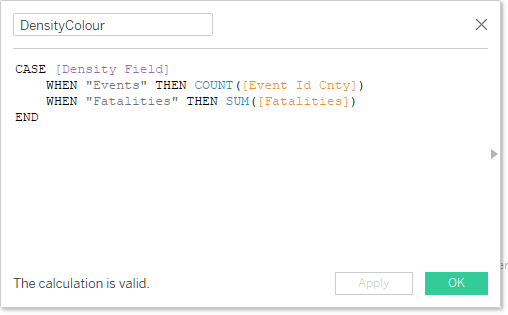 DensityColour
CASE [Density Field]
WHEN "Events" THEN COUNT([Event Id Cnty])
WHEN "Fatalities" THEN SUM([Fatalities])
END
The calculation is valid.
Apply
OK